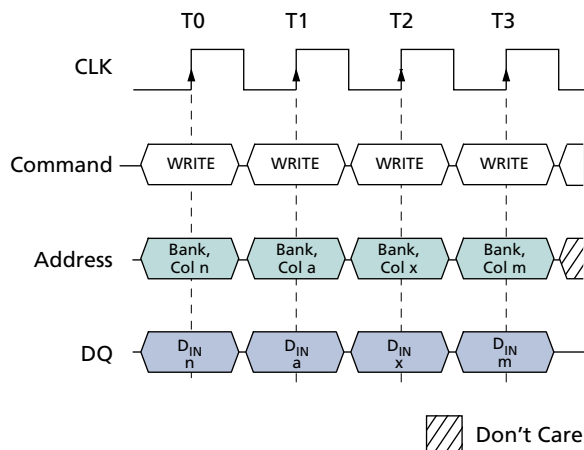 T0 T1 T2 T3
CLK
Command WRITE WRITE WRITE WRITE
Address Bank, Col n Bank, Col a Bank, Col x Bank, Col m
DQ DIN n DIN a DIN x DIN m
Don't Care